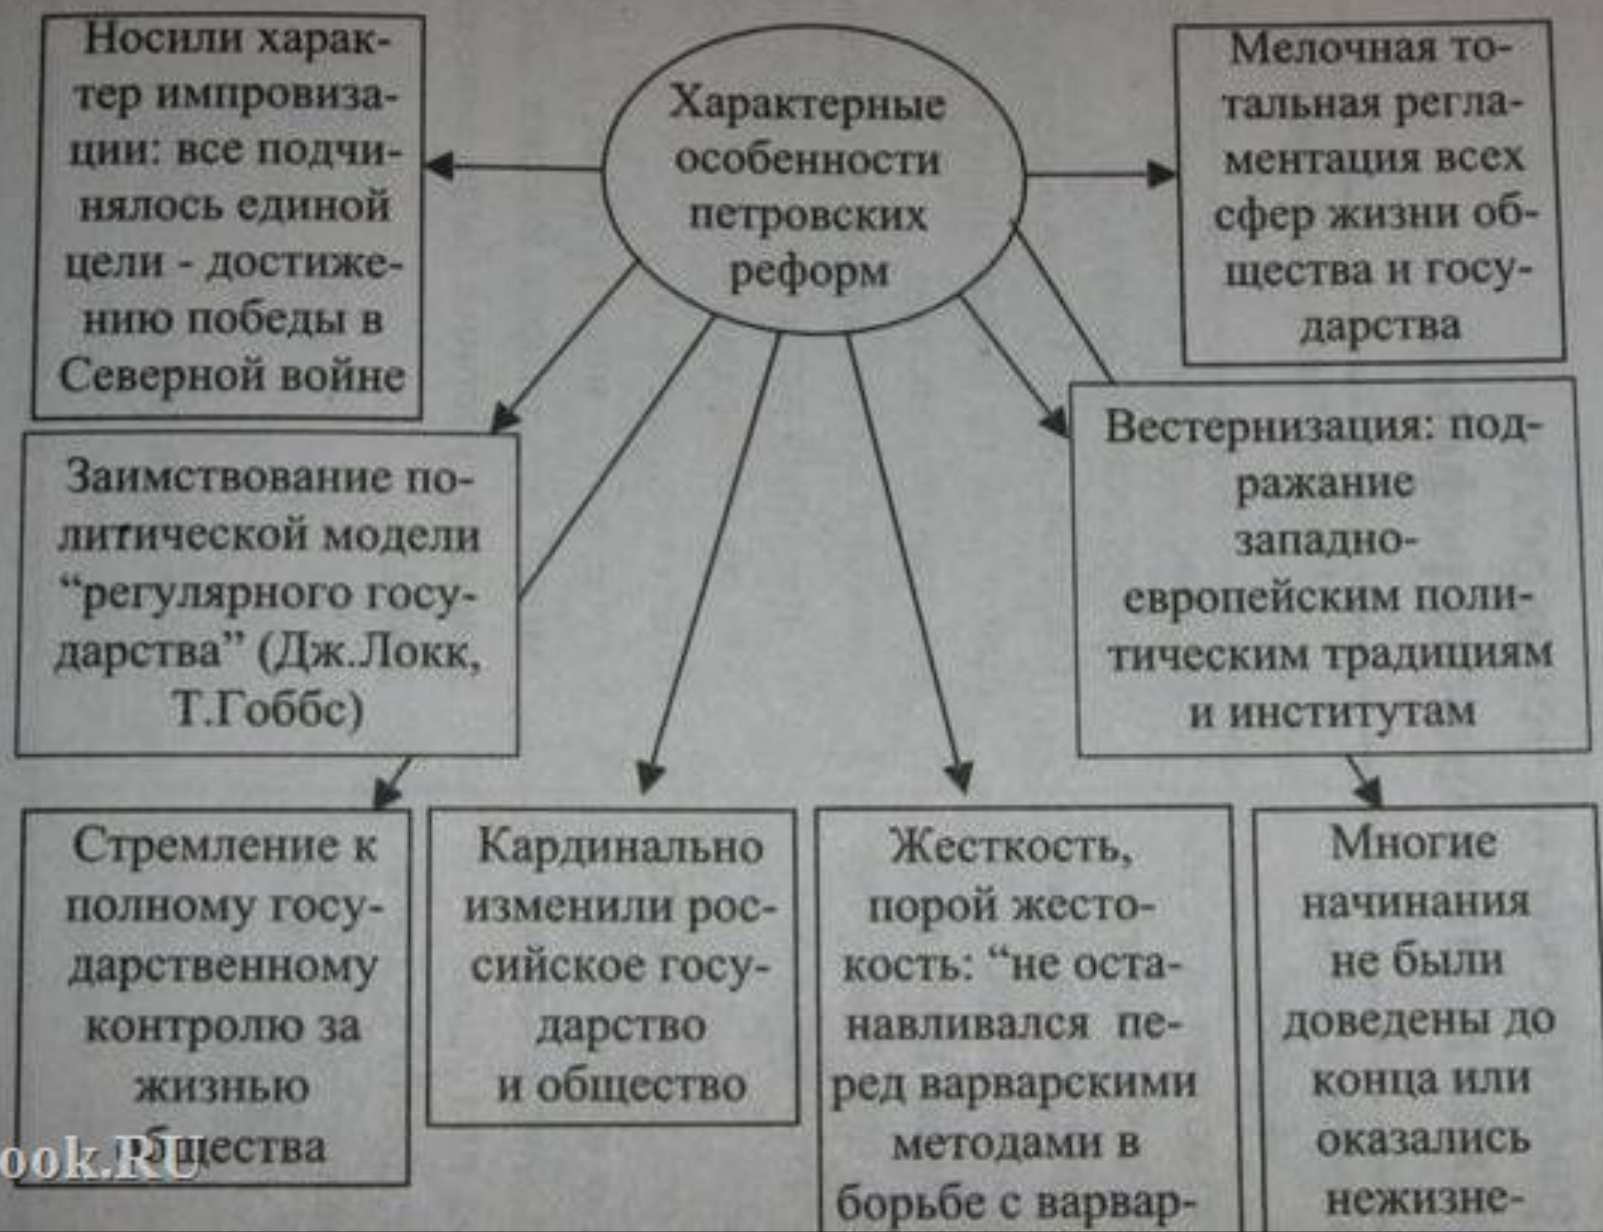 Характерные
особенности
петровских
реформ
Носили харак-
тер импровиза-
ции: все подчи-
нялось единой
цели - достиже-
нию победы в
Северной войне
Мелочная то-
тальная регла-
ментация всех
сфер жизни об-
щества и госу-
дарства
Заимствование по-
литической модели
“регулярного госу-
дарства” (Дж.Локк,
Т.Гоббс)
Вестернизация: под-
ражание
западно-
европейским поли-
тическим традициям
и институтам
Стремление к
полному госу-
дарственному
контролю за
жизнью
общества
Кардинально
изменили рос-
сийское госу-
дарство
и общество
Жесткость,
порой жесто-
кость: “не оста-
навливался пе-
ред варварскими
методами в
борьбе с варвар-
Многие
начинания
не были
доведены до
конца или
оказались
нежизне-
ook.RU